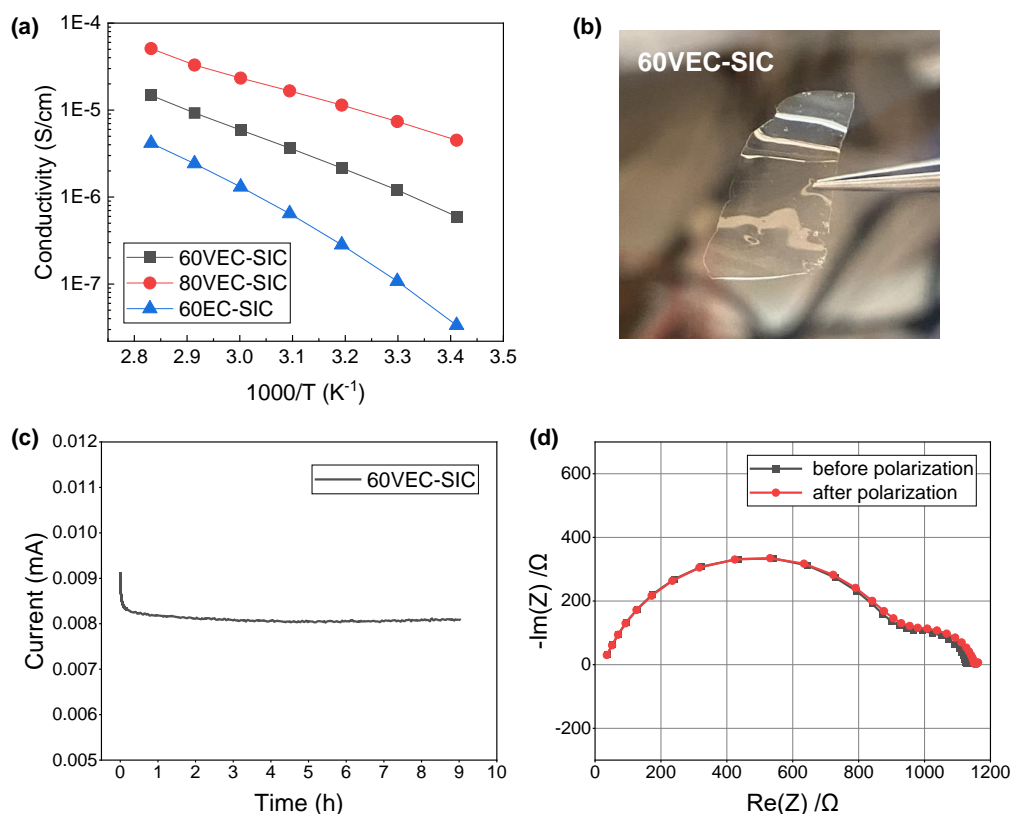 (a)
1E-4
1E-5
1E-6
1E-7
Conductivity (S/cm)
60VEC-SIC
80VEC-SIC
60EC-SIC
2.8 2.9 3.0 3.1 3.2 3.3 3.4 3.5
1000/T (K⁻¹)
(b)
60VEC-SIC
(c)
0.012
0.011
0.010
0.009
0.008
0.007
0.006
0.005
Current (mA)
60VEC-SIC
0 1 2 3 4 5 6 7 8 9 10
Time (h)
(d)
600
400
200
0
-200
-Im(Z) /Ω
before polarization
after polarization
0 200 400 600 800 1000 1200
Re(Z) /Ω